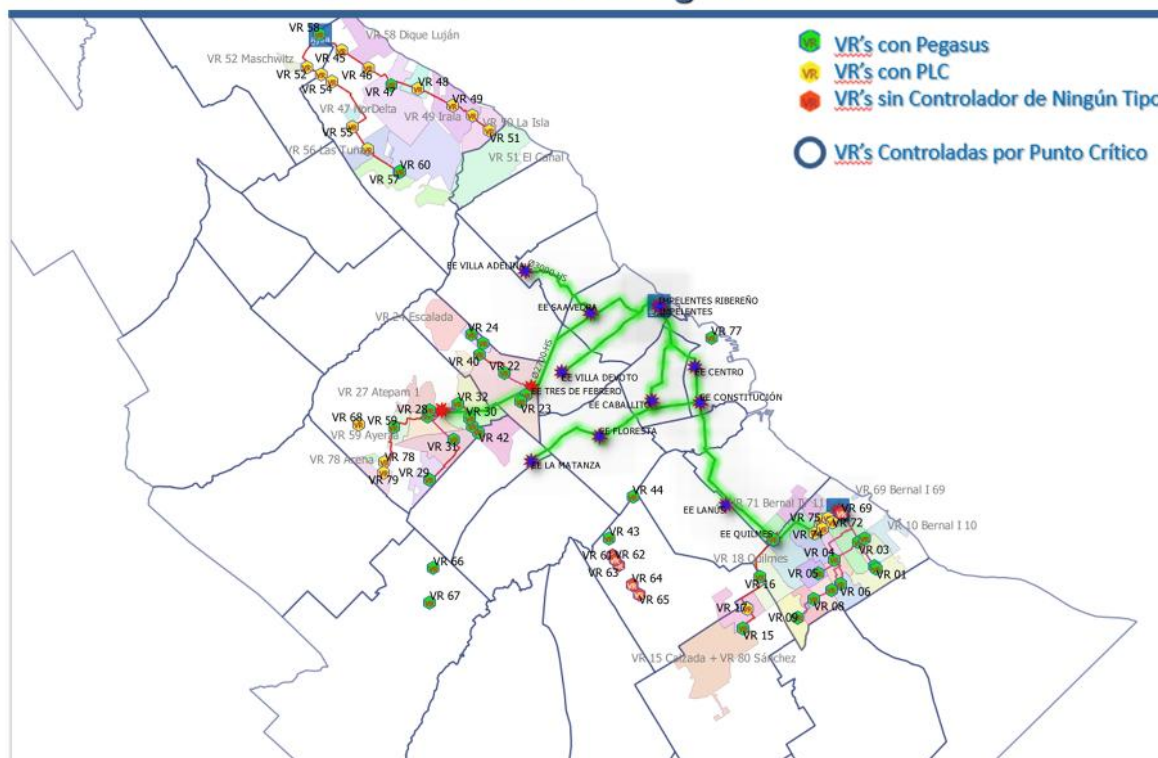 VR's con Pegasus
VR's con PLC
VR's sin Controlador de Ningún Tipo
VR's Controladas por Punto Crítico
VR 58
VR 58 Dique Luján
VR 45
VR 52 Maschwitz
VR 52
VR 46
VR 54
VR 47
VR 48
VR 47 NorDelta
VR 49
VR 49 Irala
VR 50 La Isla
VR 55
VR 51
VR 56 Las Tunas
VR 51 El Canal
VR 60
VR 57
EE VILLA ADELINA
Ø3000-HS
EE SAAVEDRA
IMPELENTES RIBEREÑO
IMPELENTES
VR 24 Escalada
VR 24
VR 77
VR 40
VR 22
Ø2700-HS
EE VILLA DEVOTO
EE CENTRO
EE TRES DE FEBRERO
VR 27 Atepam 1
VR 23
EE CABALLITO
EE CONSTITUCIÓN
VR 32
VR 28
VR 30
VR 68
VR 59
VR 59 Ayerza
VR 42
VR 31
EE FLORESTA
VR 78 Arena
VR 78
EE LA MATANZA
VR 79
VR 29
VR 44
EE LANÚS
VR 69 Bernal I 69
VR 69
VR 75
VR 72
VR 10 Bernal I 10
VR 74
EE QUILMES
VR 43
VR 18 Quilmes
VR 04
VR 03
VR 61
VR 62
VR 63
VR 05
VR 01
VR 66
VR 16
VR 64
VR 06
VR 65
VR 08
VR 67
VR 17
VR 09
VR 15
VR 15 Calzada + VR 80 Sánchez